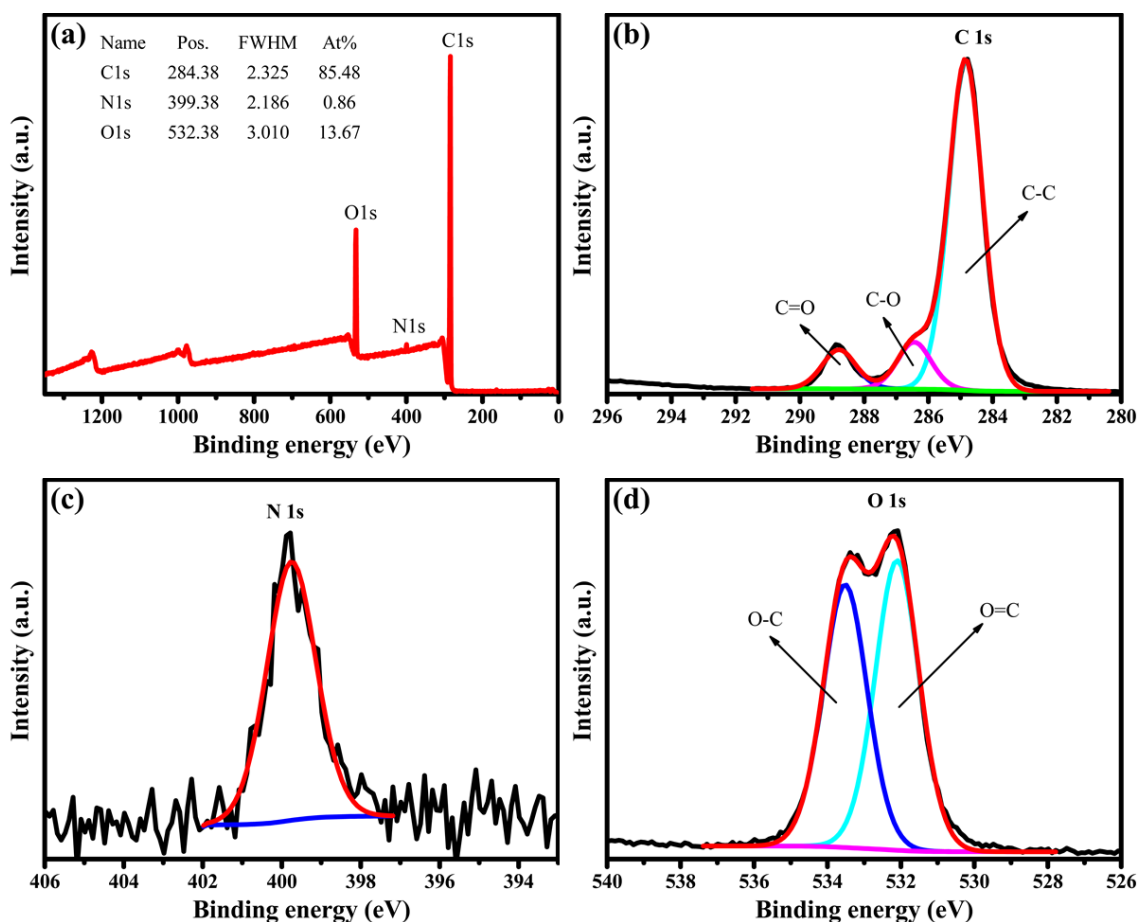 (a)
Name Pos. FWHM At%
C1s 284.38 2.325 85.48
N1s 399.38 2.186 0.86
O1s 532.38 3.010 13.67
C1s
O1s
N1s
Intensity (a.u.)
1200 1000 800 600 400 200 0
Binding energy (eV)
(b)
C 1s
C-C
C-O
C=O
Intensity (a.u.)
296 294 292 290 288 286 284 282 280
Binding energy (eV)
(c)
N 1s
Intensity (a.u.)
406 404 402 400 398 396 394
Binding energy (eV)
(d)
O 1s
O-C
O=C
Intensity (a.u.)
540 538 536 534 532 530 528 526
Binding energy (eV)